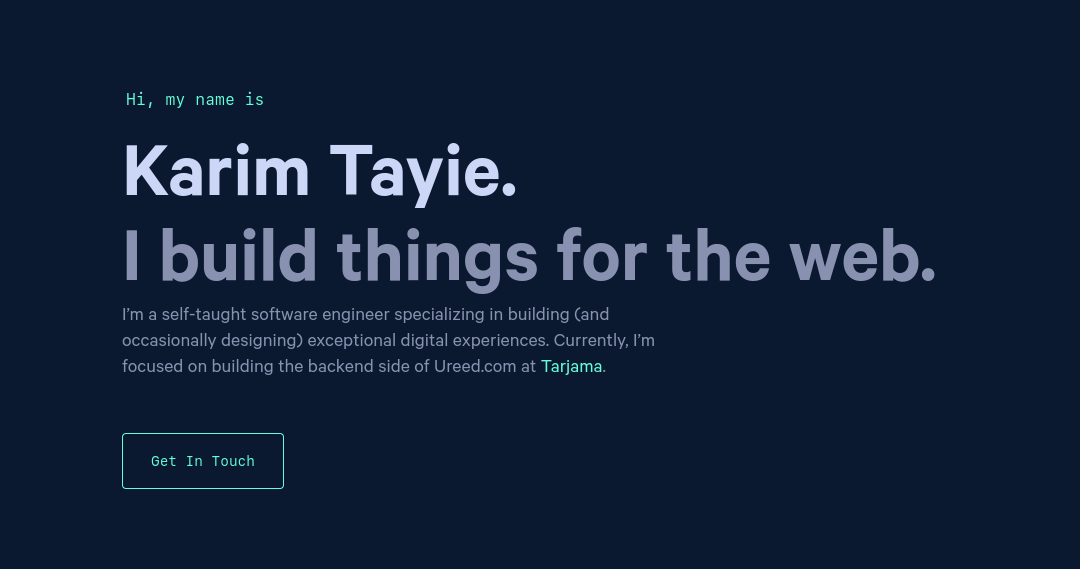 Hi, my name is
Karim Tayie.
I build things for the web.
I’m a self-taught software engineer specializing in building (and
occasionally designing) exceptional digital experiences. Currently, I’m
focused on building the backend side of Ureed.com at Tarjama.
Get In Touch